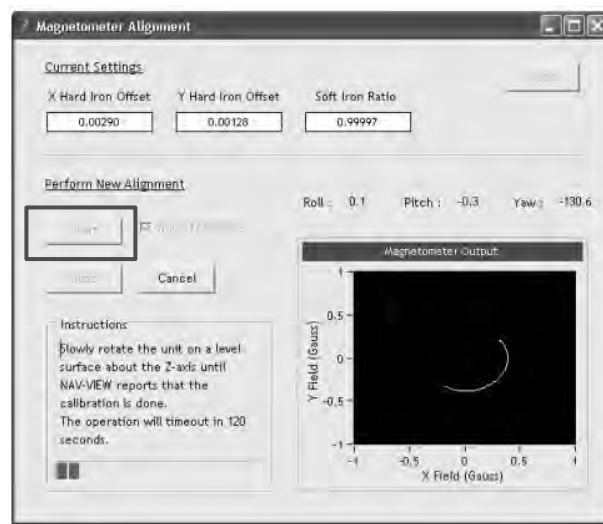 Magnetometer Alignment
Current Settings
X Hard Iron Offset Y Hard Iron Offset Soft Iron Ratio
0.00290 0.00128 0.99997
Perform New Alignment
Roll : 0.1 Pitch : -0.3 Yaw : -130.6
Start
Cancel
Magnetometer Output
Instructions
Slowly rotate the unit on a level
surface about the Z-axis until
NAV-VIEW reports that the
calibration is done.
The operation will timeout in 120
seconds.
Y Field (Gauss)
1
0.5
0
-0.5
-1
-1 -0.5 0 0.5 1
X Field (Gauss)